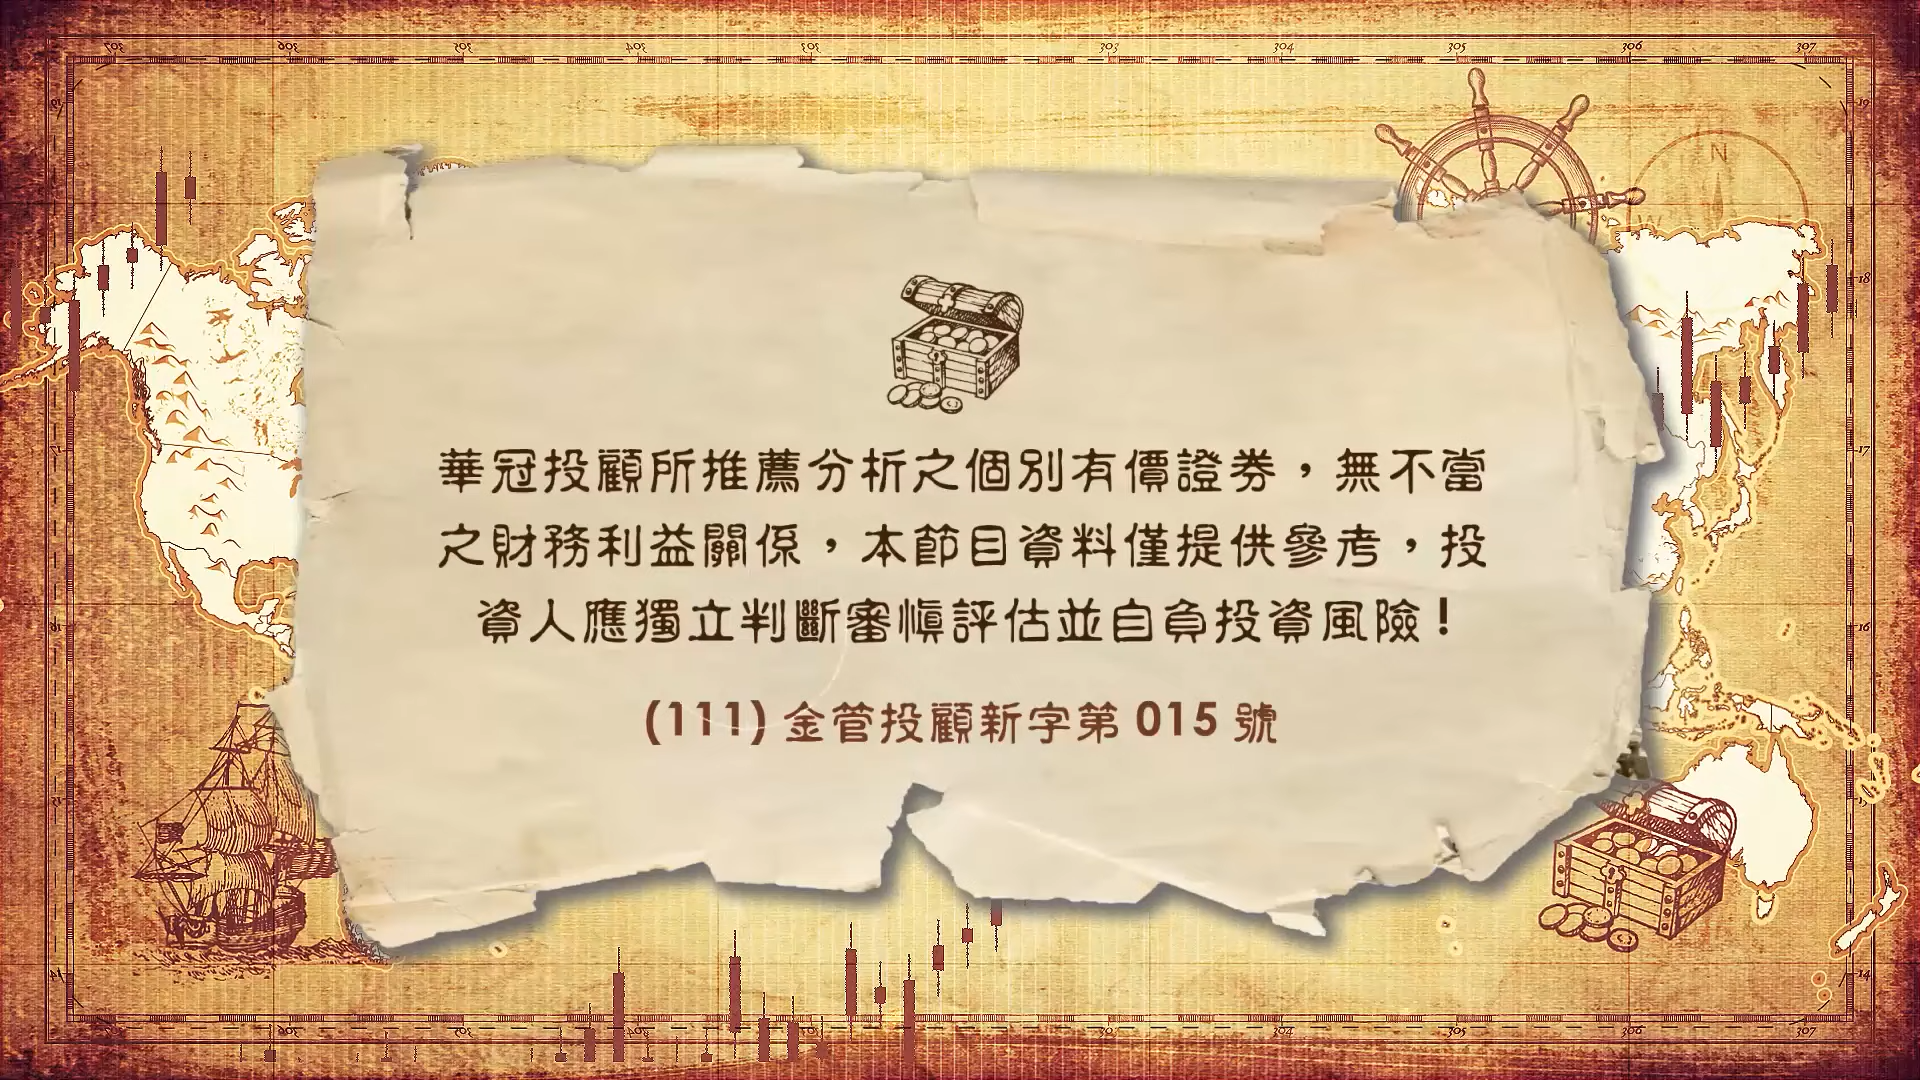 華冠投顧所推薦分析之個別有價證券，無不當
之財務利益關係，本節目資料僅提供參考，投
資人應獨立判斷審慎評估並自負投資風險！
(111) 金管投顧新字第 015 號